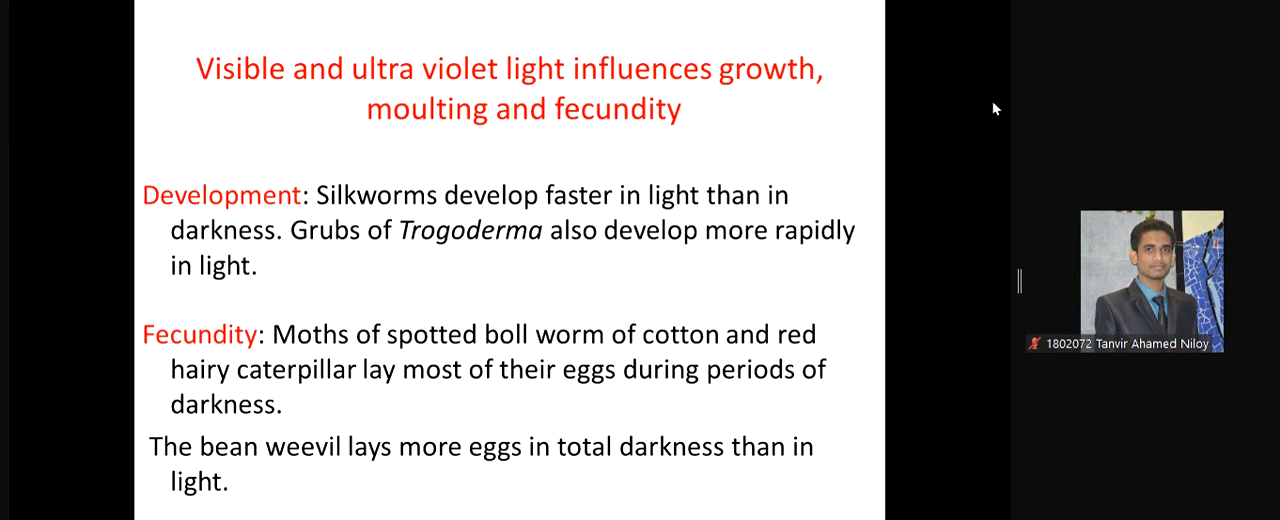 Visible and ultra violet light influences growth,
moulting and fecundity
Development: Silkworms develop faster in light than in
darkness. Grubs of Trogoderma also develop more rapidly
in light.
Fecundity: Moths of spotted boll worm of cotton and red
hairy caterpillar lay most of their eggs during periods of
darkness.
The bean weevil lays more eggs in total darkness than in
light.
1802072 Tanvir Ahamed Niloy